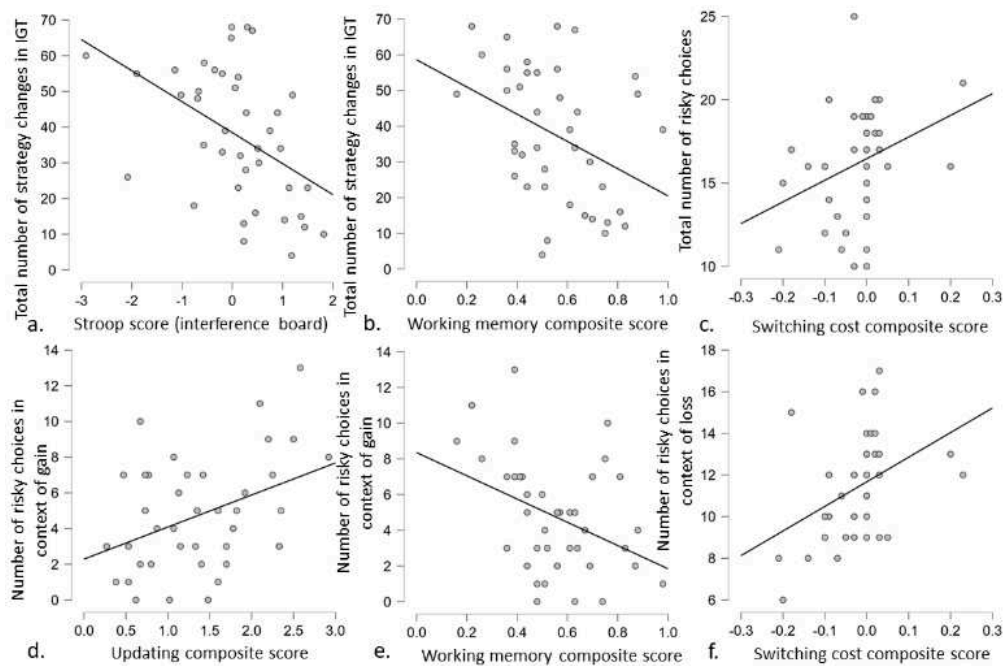 Total number of strategy changes in IGT
70
60
50
40
30
20
10
0
-3 -2 -1 0 1 2
a. Stroop score (interference board)
Total number of strategy changes in IGT
70
60
50
40
30
20
10
0
0.0 0.2 0.4 0.6 0.8 1.0
b. Working memory composite score
Total number of risky choices
25
20
15
10
-0.3 -0.2 -0.1 0.0 0.1 0.2 0.3
c. Switching cost composite score
Number of risky choices in
context of gain
14
12
10
8
6
4
2
0
0.0 0.5 1.0 1.5 2.0 2.5 3.0
d. Updating composite score
Number of risky choices in
context of gain
14
12
10
8
6
4
2
0
0.0 0.2 0.4 0.6 0.8 1.0
e. Working memory composite score
Number of risky choices in
context of loss
18
16
14
12
10
8
6
-0.3 -0.2 -0.1 0.0 0.1 0.2 0.3
f. Switching cost composite score